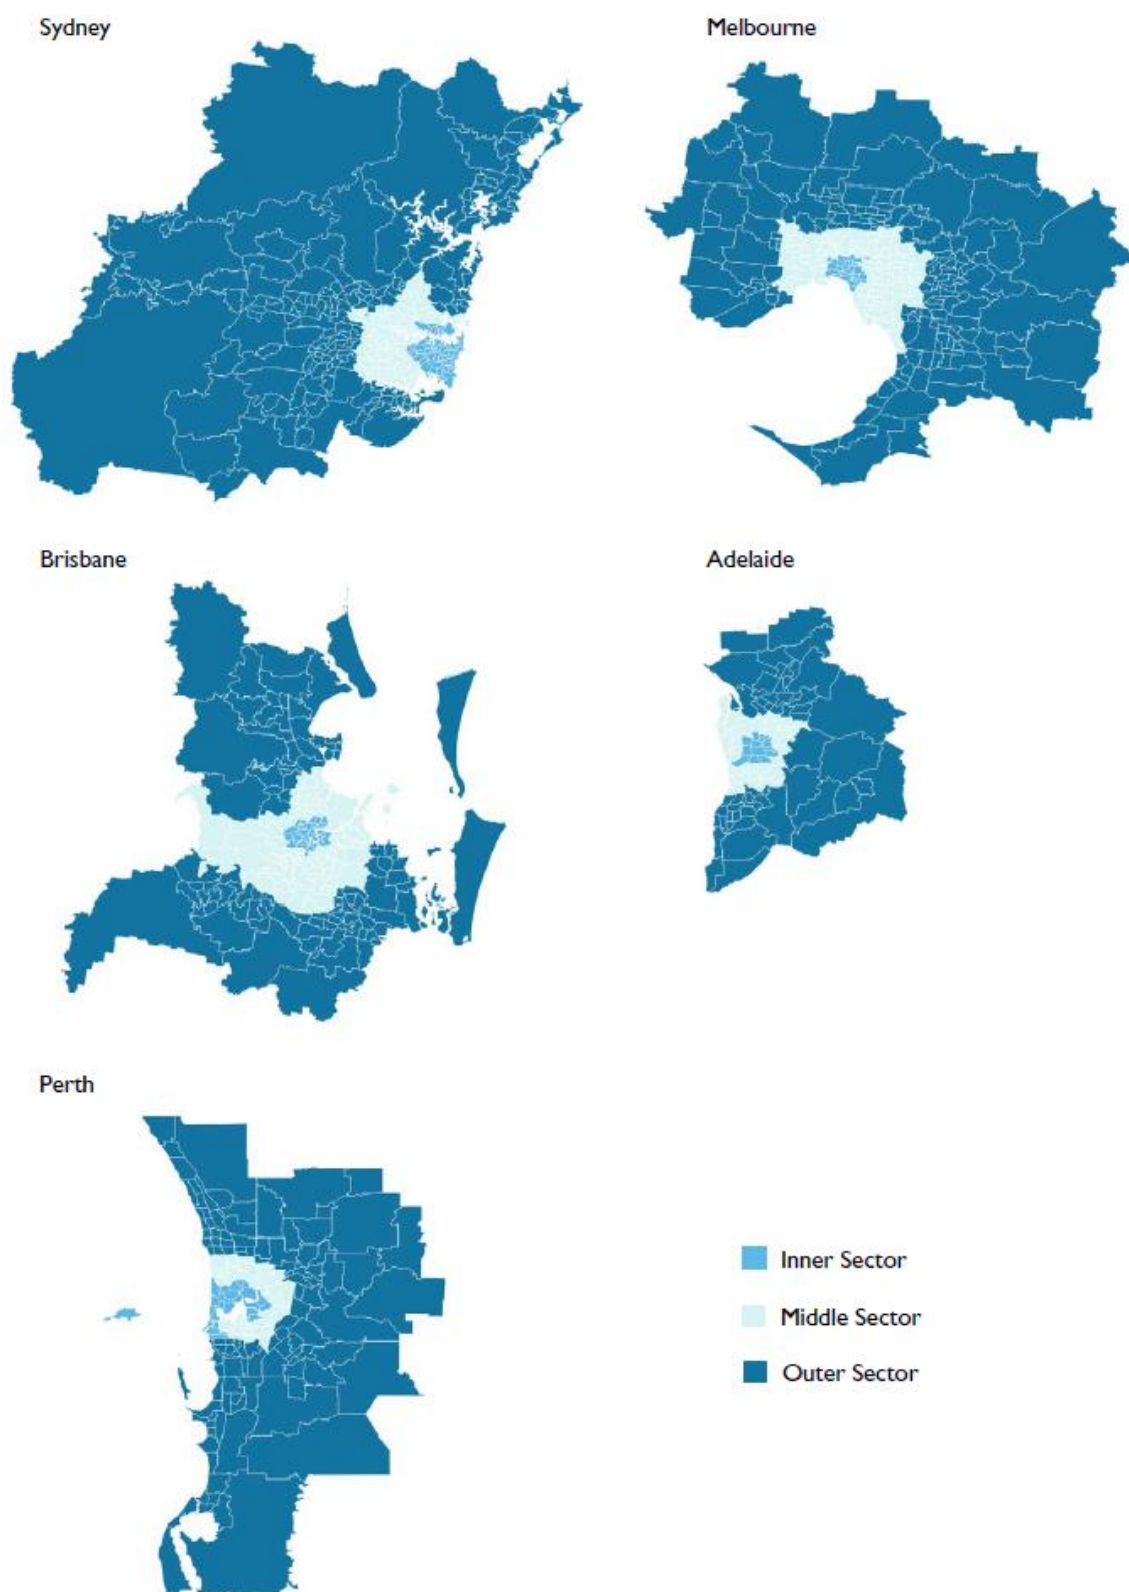 Sydney
Melbourne
Brisbane
Adelaide
Perth
Inner Sector
Middle Sector
Outer Sector